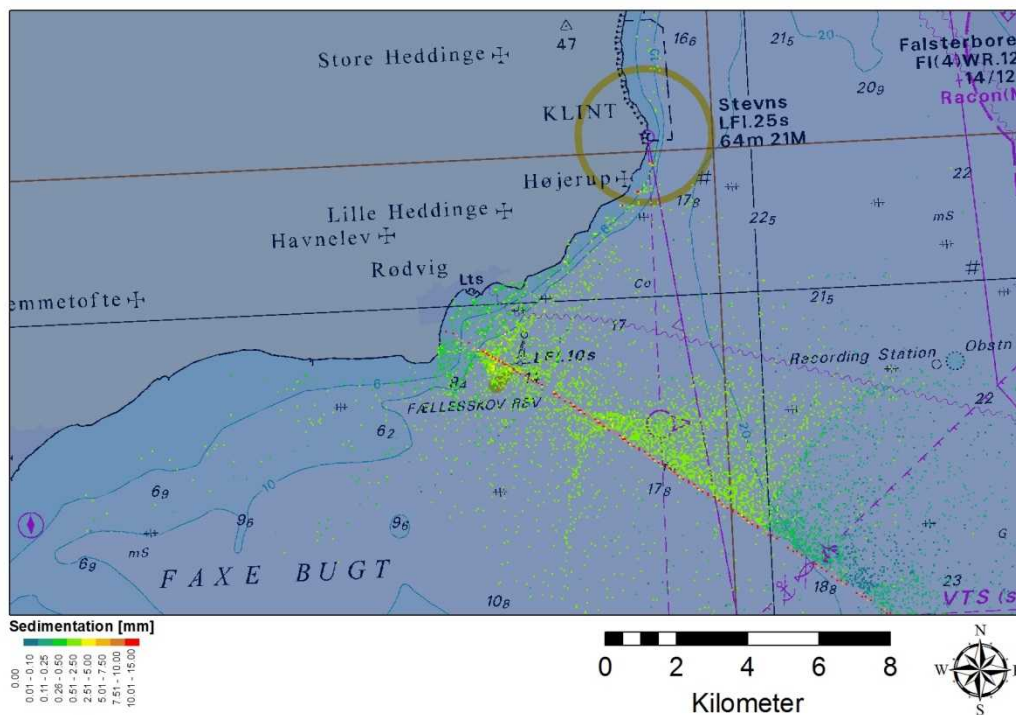 Store Heddinge
47
16₆
21₅
20
Falsterbore
Fl(4)WR.12
14/12
20₉
Racon(M
KLINT
Stevns
LFl.25s
64m 21M
Højerup
17₈
22
Lille Heddinge
22₅
mS
Havnelev
Rødvig
Lts
emmetofte
Co
21₅
17
LFl.10s
Recording Station
Obstn
8₄
FÆLLESSKOV REV
22
6
6₂
20
10
6₉
17₈
9₆
9₆
mS
G
6₉
FAXE BUGT
10₈
18₈
23
VTS (s
Sedimentation [mm]
0.00
0.01 - 0.10
0.11 - 0.25
0.26 - 0.50
0.51 - 2.50
2.51 - 5.00
5.01 - 7.50
7.51 - 10.00
10.01 - 15.00
0 2 4 6 8
Kilometer
N
W
E
S